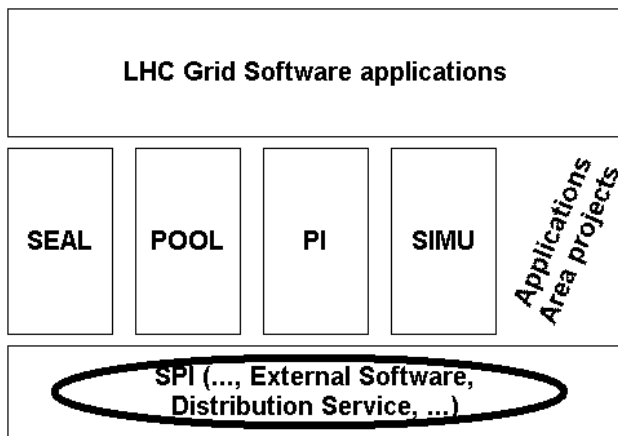 LHC Grid Software applications
SEAL
POOL
PI
SIMU
Applications
Area projects
SPI (..., External Software,
Distribution Service, ...)